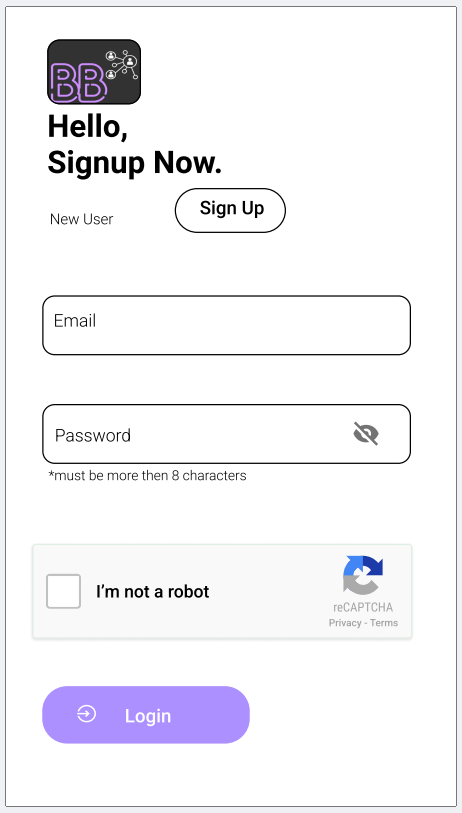 BB
Hello,
Signup Now.
New User
Sign Up
Email
Password
*must be more then 8 characters
I'm not a robot
reCAPTCHA
Privacy - Terms
Login